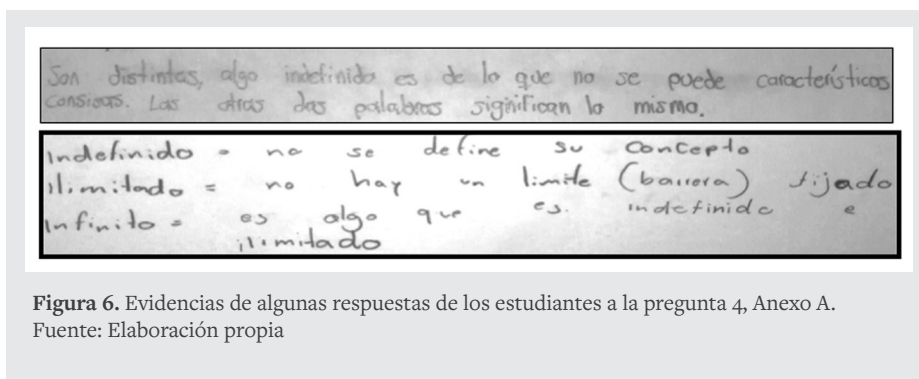 Son distintas, algo indefinido es de lo que no se puede características
consisas. Las otras dos palabras significan lo mismo.
Indefinido = no se define su concepto
Ilimitado = no hay un limite (barrera) fijado
Infinito = es algo que es indefinido e
ilimitado
Figura 6. Evidencias de algunas respuestas de los estudiantes a la pregunta 4, Anexo A.
Fuente: Elaboración propia